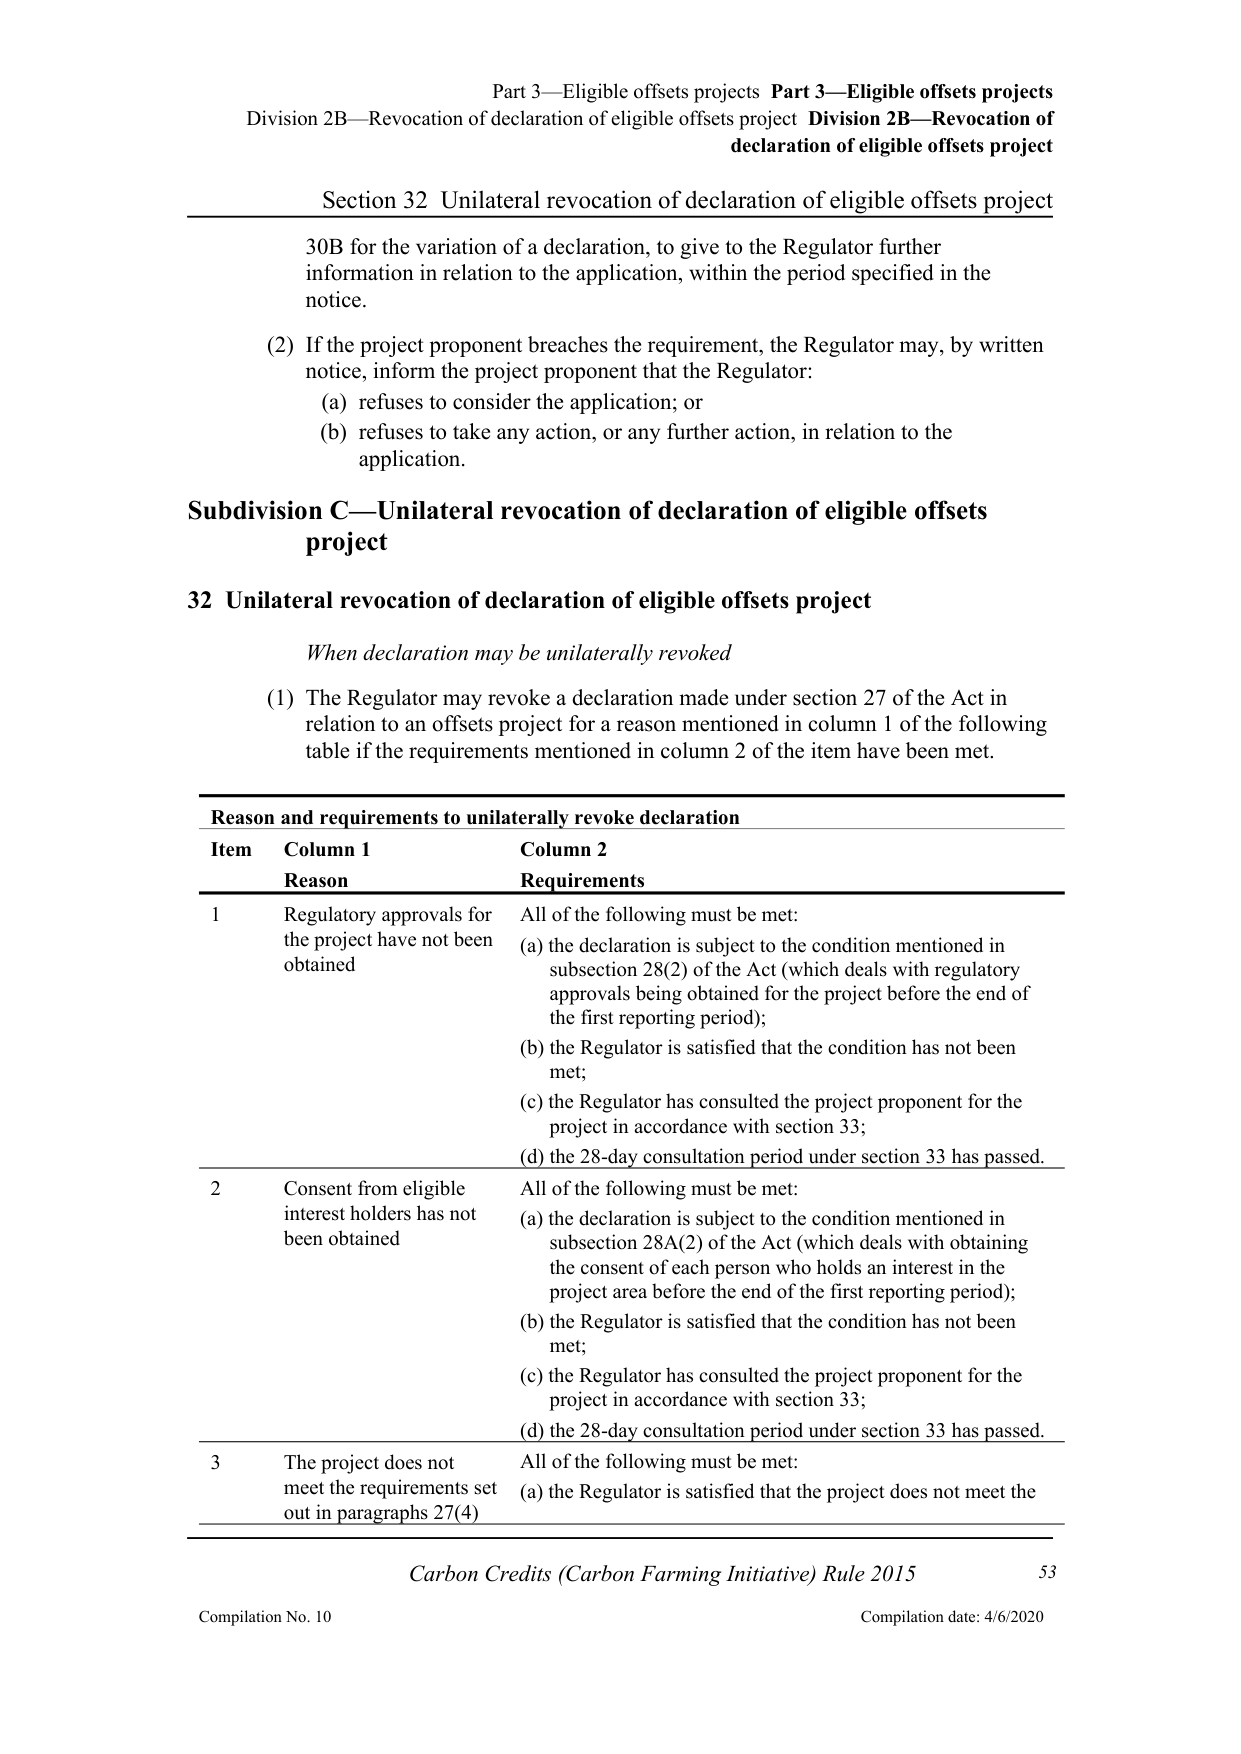 Part 3—Eligible offsets projects Part 3—Eligible offsets projects
Division 2B—Revocation of declaration of eligible offsets project Division 2B—Revocation of
declaration of eligible offsets project
Section 32 Unilateral revocation of declaration of eligible offsets project
30B for the variation of a declaration, to give to the Regulator further
information in relation to the application, within the period specified in the
notice.
(2) If the project proponent breaches the requirement, the Regulator may, by written
notice, inform the project proponent that the Regulator:
(a) refuses to consider the application; or
(b) refuses to take any action, or any further action, in relation to the
application.
Subdivision C—Unilateral revocation of declaration of eligible offsets
project
32 Unilateral revocation of declaration of eligible offsets project
When declaration may be unilaterally revoked
(1) The Regulator may revoke a declaration made under section 27 of the Act in
relation to an offsets project for a reason mentioned in column 1 of the following
table if the requirements mentioned in column 2 of the item have been met.
Reason and requirements to unilaterally revoke declaration
Item Column 1 Column 2
Reason Requirements
1 Regulatory approvals for
the project have not been
obtained
All of the following must be met:
(a) the declaration is subject to the condition mentioned in
subsection 28(2) of the Act (which deals with regulatory
approvals being obtained for the project before the end of
the first reporting period);
(b) the Regulator is satisfied that the condition has not been
met;
(c) the Regulator has consulted the project proponent for the
project in accordance with section 33;
(d) the 28-day consultation period under section 33 has passed.
2 Consent from eligible
interest holders has not
been obtained
All of the following must be met:
(a) the declaration is subject to the condition mentioned in
subsection 28A(2) of the Act (which deals with obtaining
the consent of each person who holds an interest in the
project area before the end of the first reporting period);
(b) the Regulator is satisfied that the condition has not been
met;
(c) the Regulator has consulted the project proponent for the
project in accordance with section 33;
(d) the 28-day consultation period under section 33 has passed.
3 The project does not
meet the requirements set
out in paragraphs 27(4)
All of the following must be met:
(a) the Regulator is satisfied that the project does not meet the
Carbon Credits (Carbon Farming Initiative) Rule 2015 53
Compilation No. 10 Compilation date: 4/6/2020